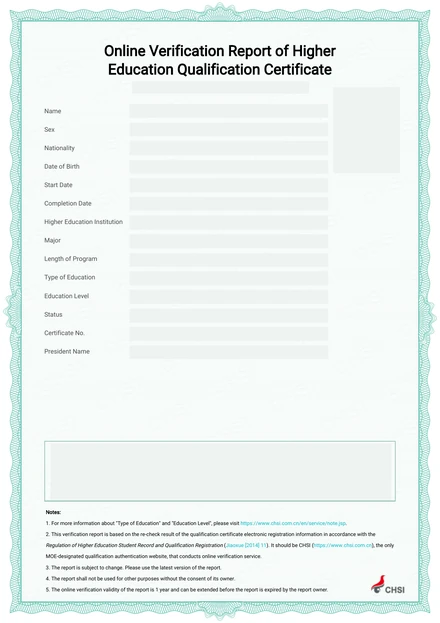 Online Verification Report of Higher
Education Qualification Certificate
Name
Sex
Nationality
Date of Birth
Start Date
Completion Date
Higher Education Institution
Major
Length of Program
Type of Education
Education Level
Status
Certificate No.
President Name
Notes:
1. For more information about "Type of Education" and "Education Level", please visit https://www.chsi.com.cn/en/service/note.jsp.
2. This verification report is based on the re-check result of the qualification certificate electronic registration information in accordance with the
Regulation of Higher Education Student Record and Qualification Registration (Jiaoxue [2014] 11). It should be CHSI (https://www.chsi.com.cn), the only
MOE-designated qualification authentication website, that conducts online verification service.
3. The report is subject to change. Please use the latest version of the report.
4. The report shall not be used for other purposes without the consent of its owner.
5. The online verification validity of the report is 1 year and can be extended before the report is expired by the report owner.
CHSI